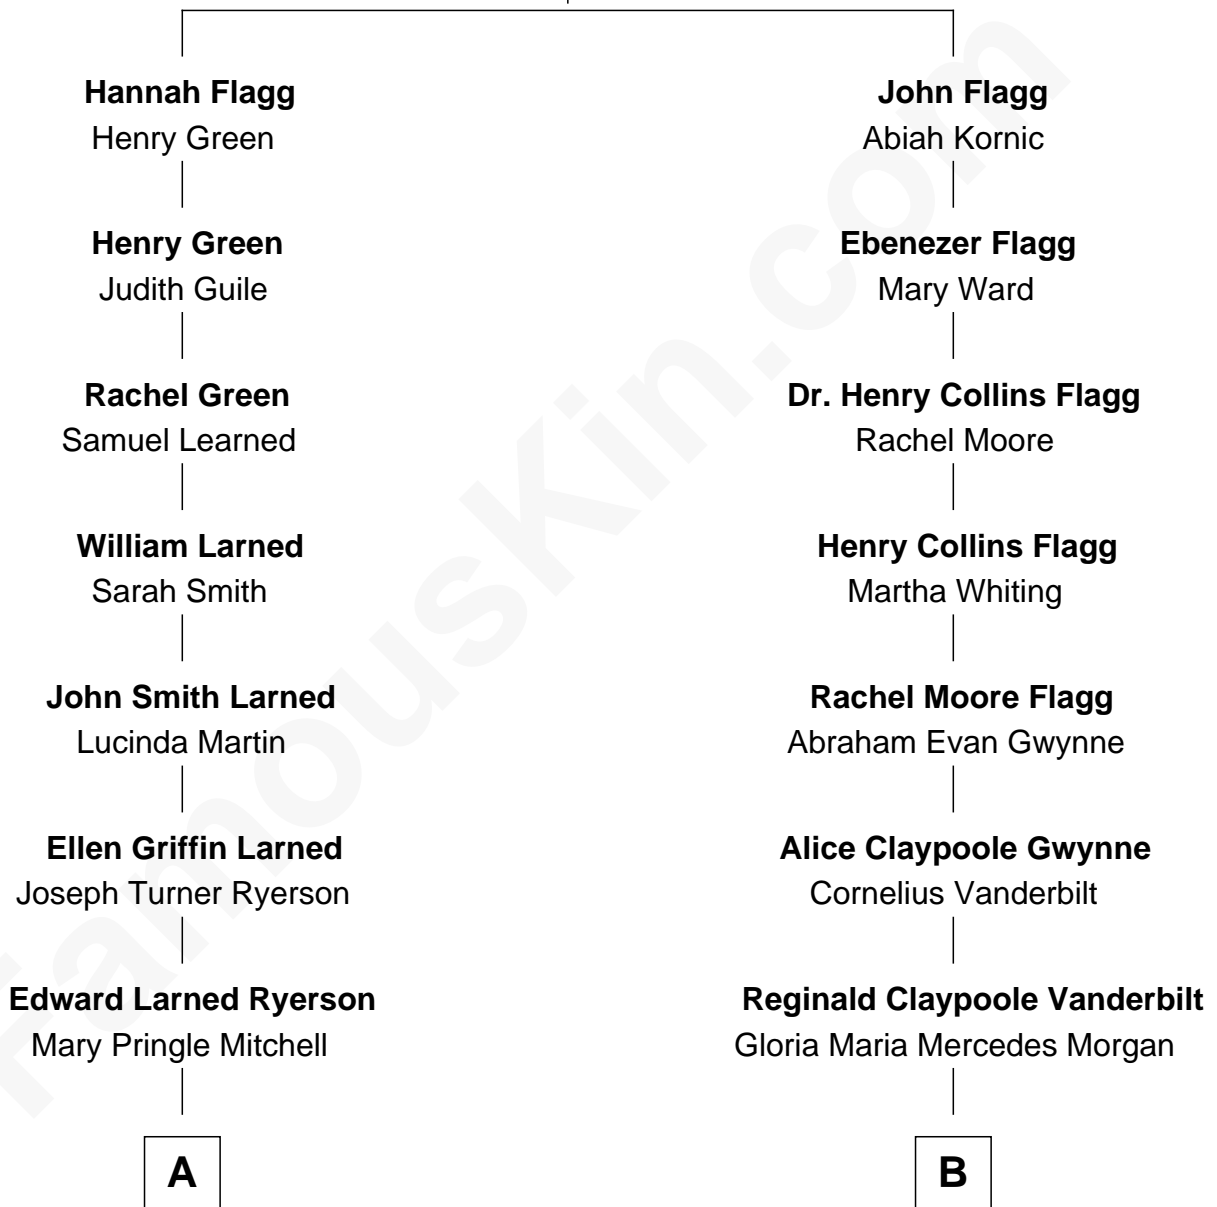 Hannah Flagg
Henry Green
Henry Green
Judith Guile
Rachel Green
Samuel Learned
William Larned
Sarah Smith
John Smith Larned
Lucinda Martin
Ellen Griffin Larned
Joseph Turner Ryerson
Edward Larned Ryerson
Mary Pringle Mitchell
A
John Flagg
Abiah Kornic
Ebenezer Flagg
Mary Ward
Dr. Henry Collins Flagg
Rachel Moore
Henry Collins Flagg
Martha Whiting
Rachel Moore Flagg
Abraham Evan Gwynne
Alice Claypoole Gwynne
Cornelius Vanderbilt
Reginald Claypoole Vanderbilt
Gloria Maria Mercedes Morgan
B
FamousKin.com